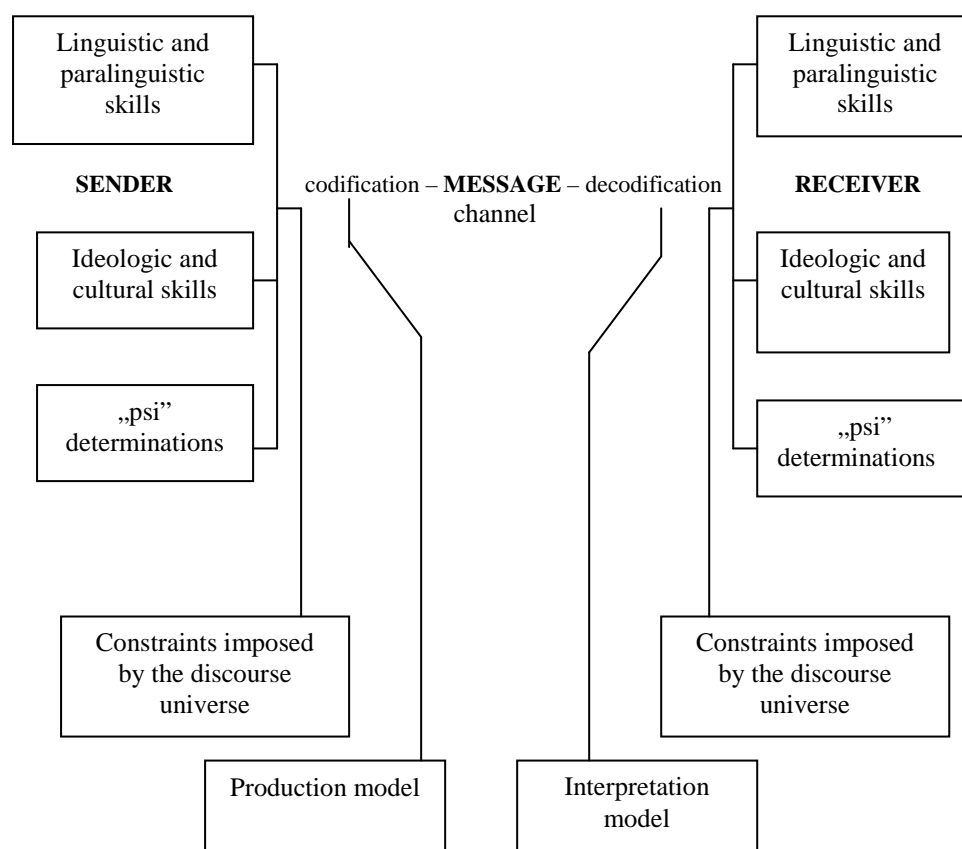 Linguistic and
paralinguistic
skills
SENDER
Ideologic and
cultural skills
„psi”
determinations
Constraints imposed
by the discourse
universe
Production model
codification – MESSAGE – decodification
channel
Linguistic and
paralinguistic
skills
RECEIVER
Ideologic and
cultural skills
„psi”
determinations
Constraints imposed
by the discourse
universe
Interpretation
model